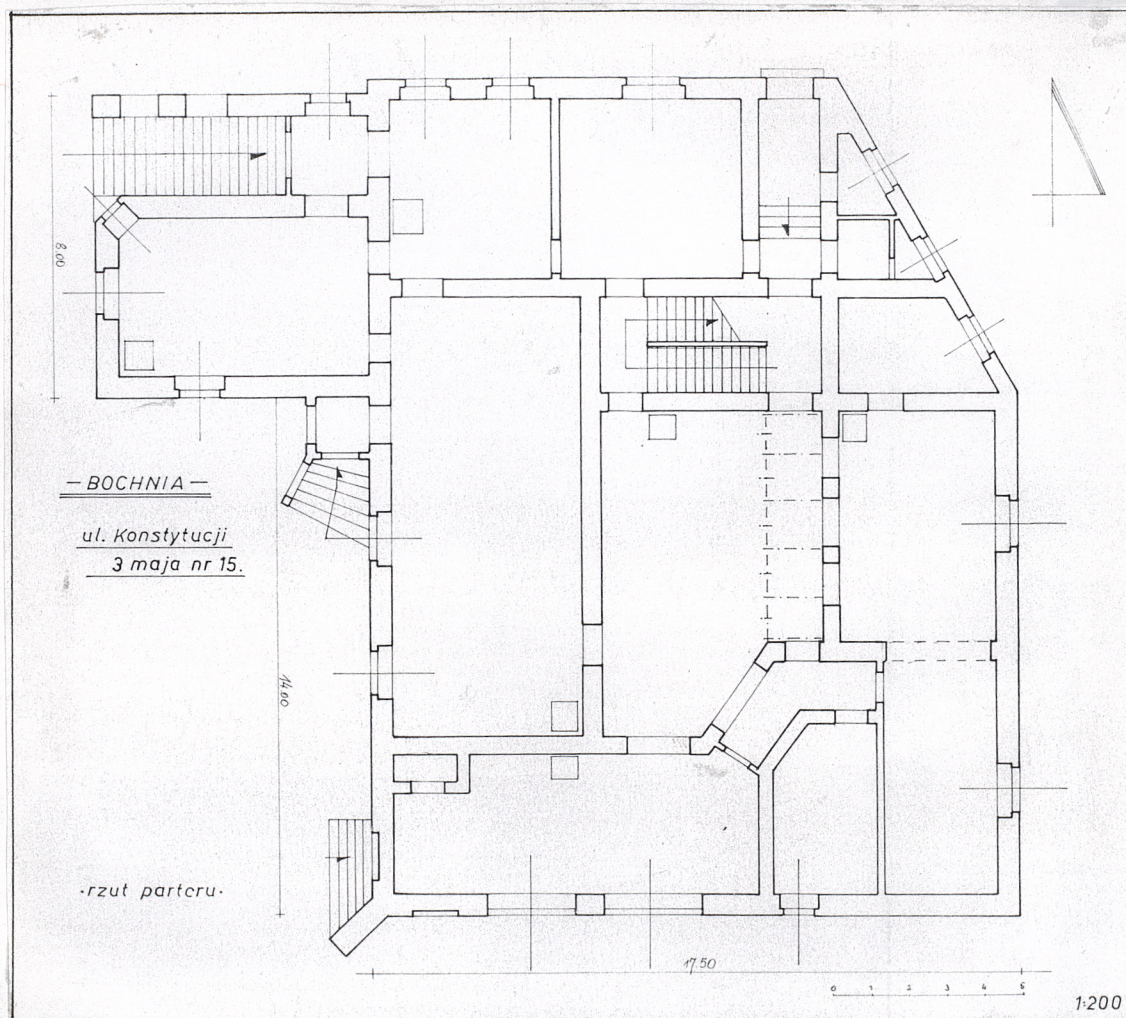 8.00
— BOCHNIA —
ul. Konstytucji
3 maja nr 15.
14.00
·rzut parteru·
17.50
0 1 2 3 4 5
1:200